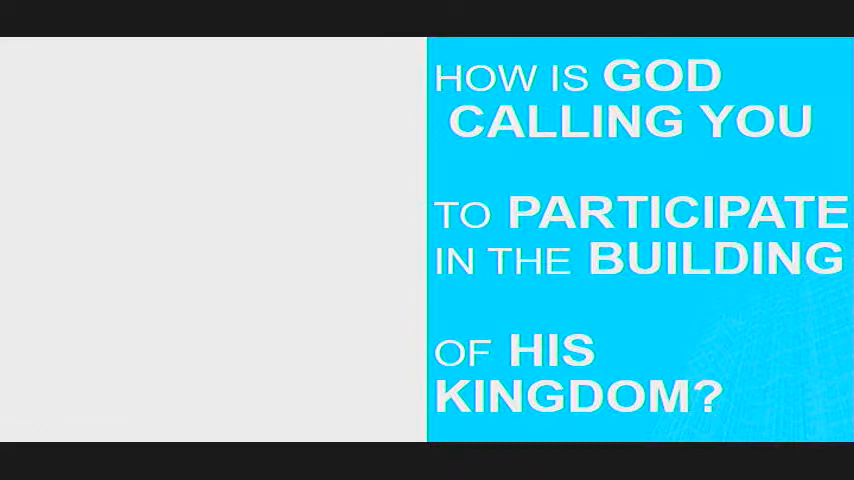 HOW IS GOD
CALLING YOU
TO PARTICIPATE
IN THE BUILDING
OF HIS
KINGDOM?